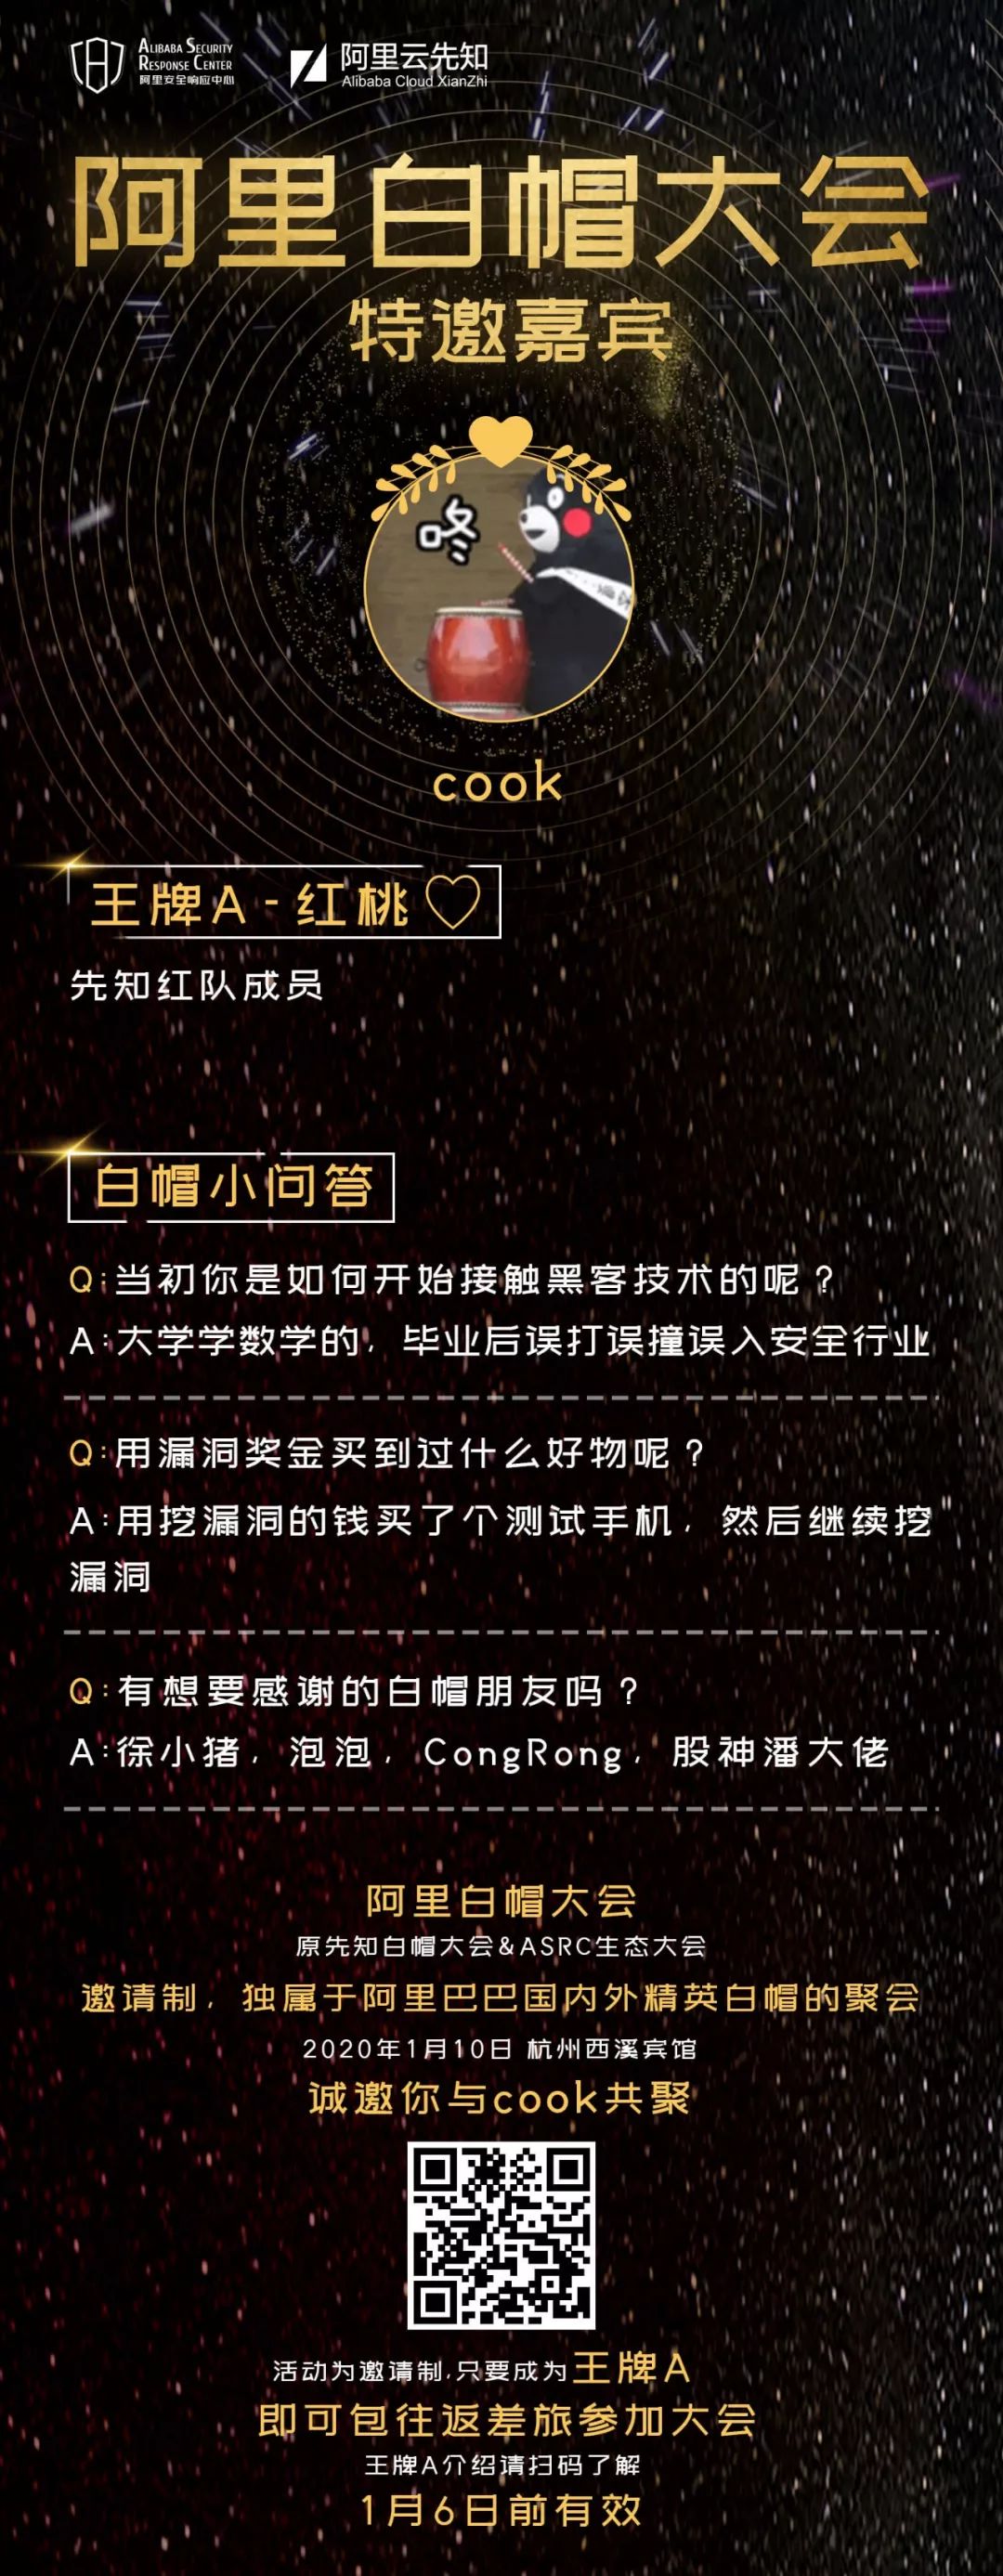 ALIBABA SECURITY
RESPONSE CENTER
阿里安全响应中心
阿里云先知
Alibaba Cloud XianZhi
阿里白帽大会
特邀嘉宾
咚
cook
王牌A-红桃
先知红队成员
白帽小问答
Q:当初你是如何开始接触黑客技术的呢？
A:大学学数学的，毕业后误打误撞误入安全行业
Q:用漏洞奖金买到过什么好物呢？
A:用挖漏洞的钱买了个测试手机，然后继续挖
漏洞
Q:有想要感谢的白帽朋友吗？
A:徐小猪，泡泡，CongRong，股神潘大佬
阿里白帽大会
原先知白帽大会&ASRC生态大会
邀请制，独属于阿里巴巴国内外精英白帽的聚会
2020年1月10日 杭州西溪宾馆
诚邀你与cook共聚
活动为邀请制,只要成为王牌A
即可包往返差旅参加大会
王牌A介绍请扫码了解
1月6日前有效